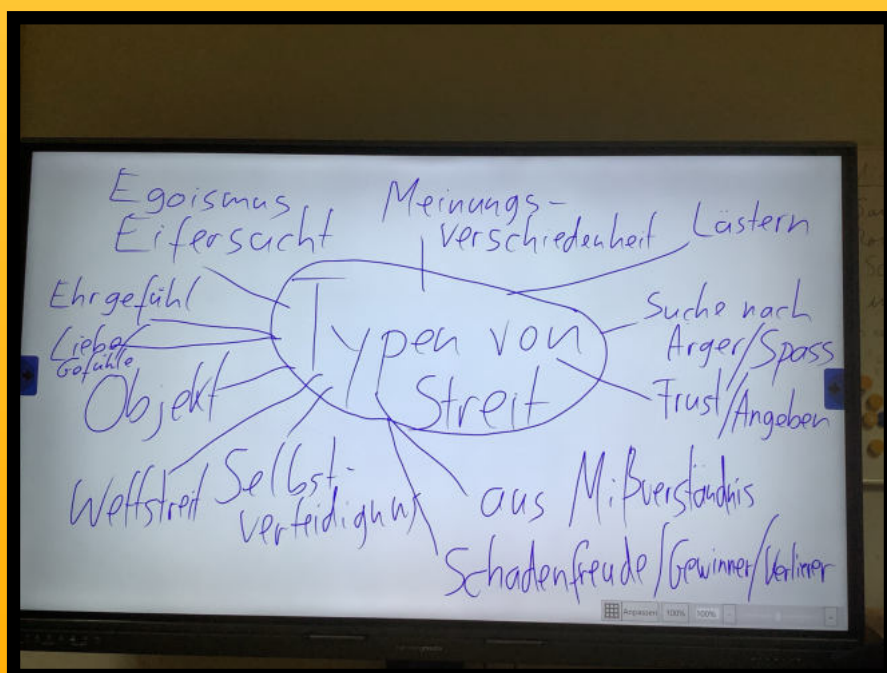 Egoismus
Eifersucht
Meinungs-
verschiedenheit
Lästern
Ehrgefühl
Liebe
Gefühle
Objekt
Typen von
Streit
Suche nach
Ärger/Spass
Frust/Angeben
Wettstreit
Selbst-
verteidigung
aus Mißverständnis
Schadenfreude/Gewinner/Verlierer
Anpassen 100% 100%